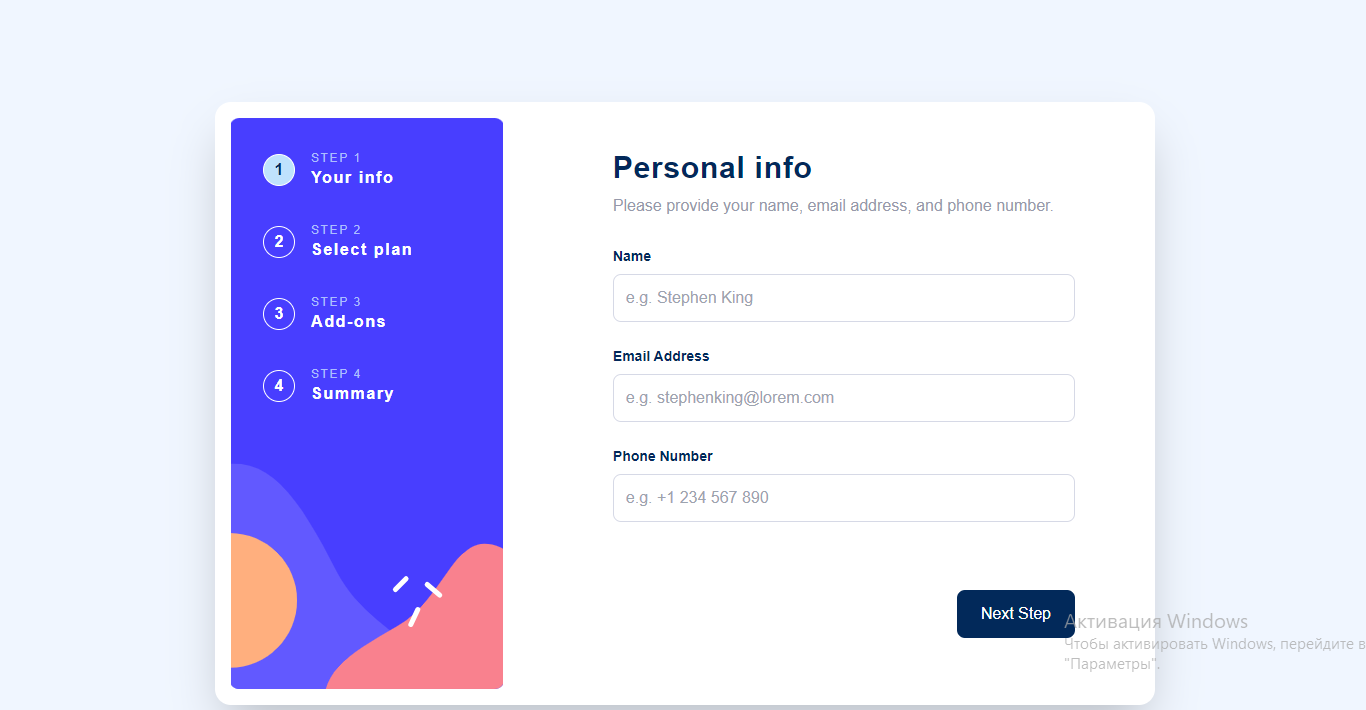 1
STEP 1
Your info
2
STEP 2
Select plan
3
STEP 3
Add-ons
4
STEP 4
Summary
Personal info
Please provide your name, email address, and phone number.
Name
e.g. Stephen King
Email Address
e.g. stephenking@lorem.com
Phone Number
e.g. +1 234 567 890
Next Step
Активация Windows
Чтобы активировать Windows, перейдите в
"Параметры".